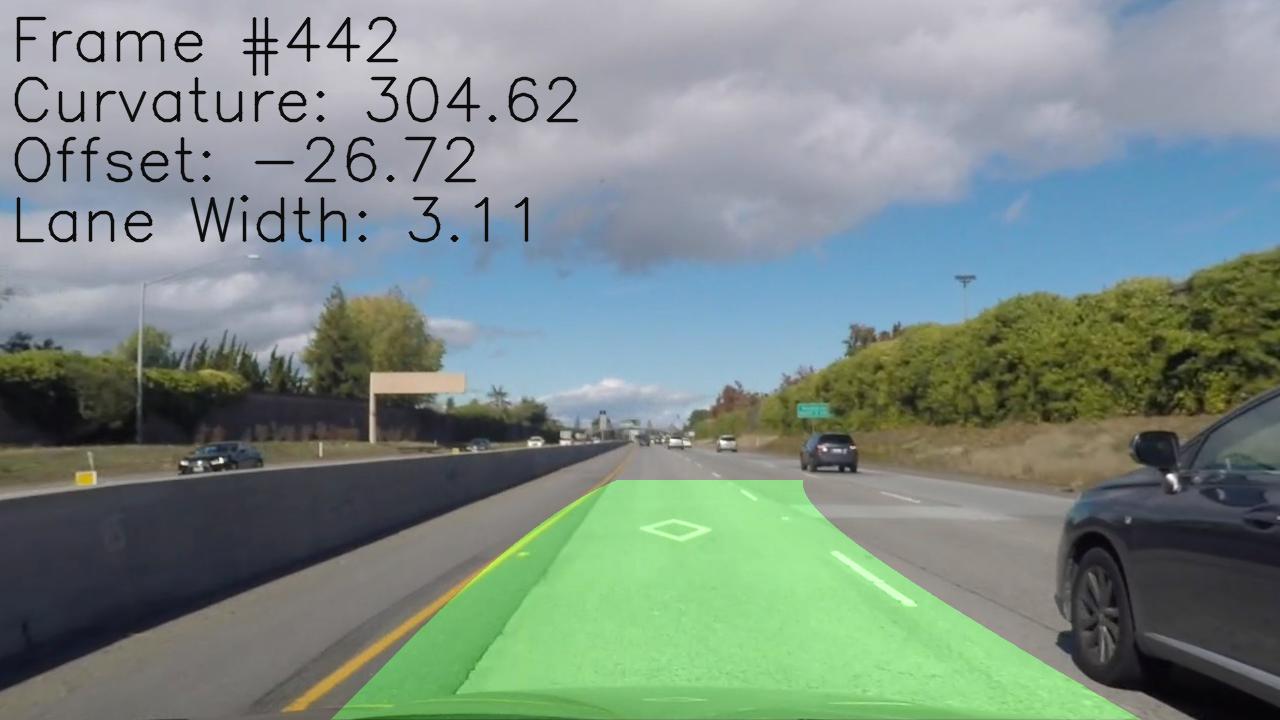 Frame #442
Curvature: 304.62
Offset: -26.72
Lane Width: 3.11